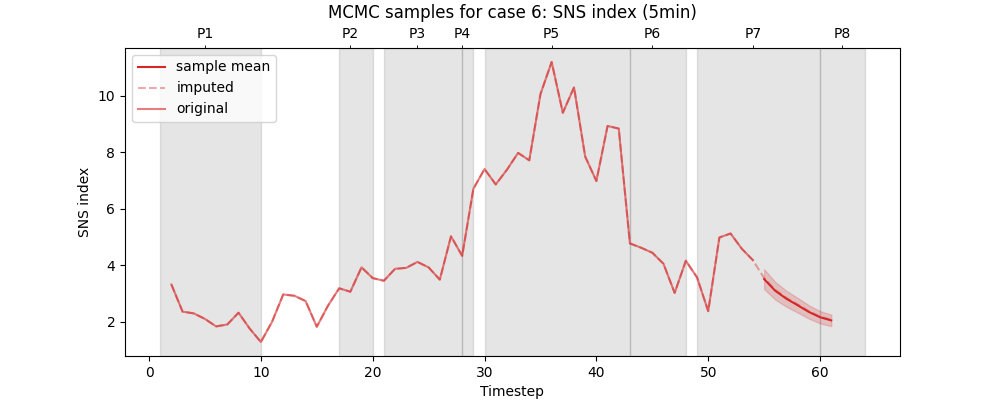 MCMC samples for case 6: SNS index (5min)
P1 P2 P3 P4 P5 P6 P7 P8
sample mean
imputed
original
10
8
6
4
2
SNS index
0 10 20 30 40 50 60
Timestep